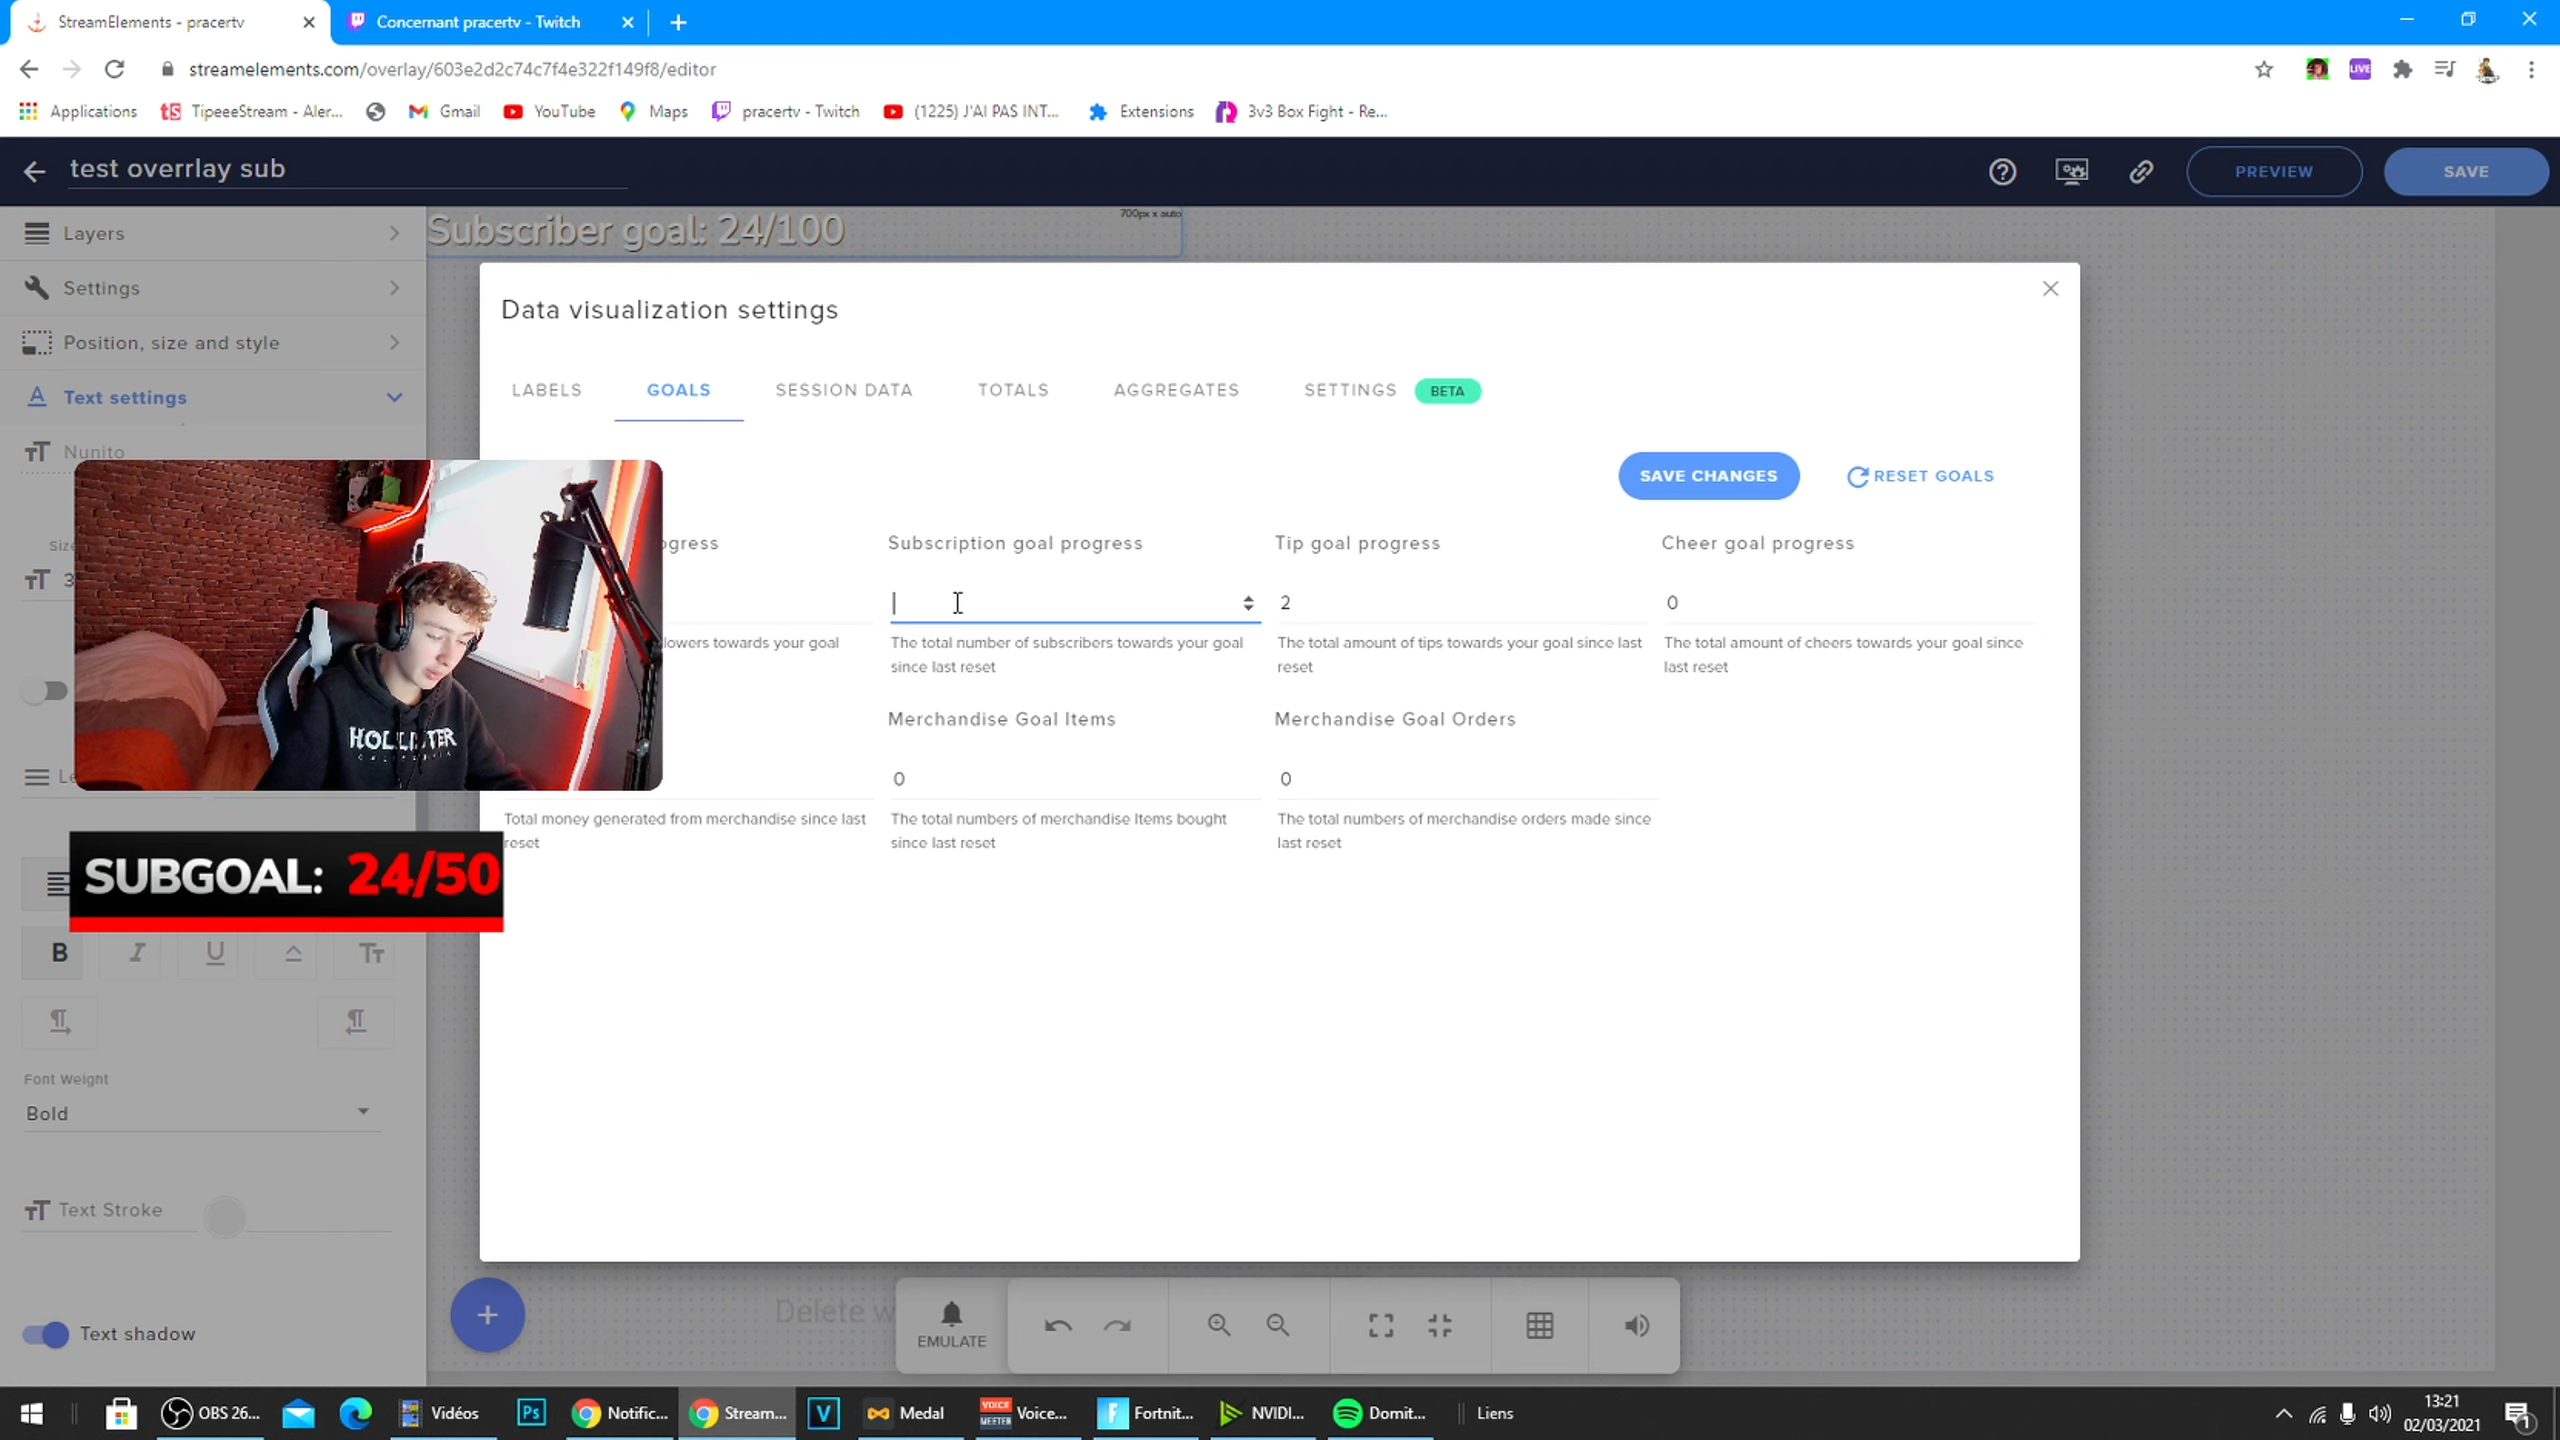 StreamElements - pracertv
Concernant pracertv - Twitch
streamelements.com/overlay/603e2d2c74c7f4e322f149f8/editor
LIVE
Applications
TipeeeStream - Aler...
Gmail
YouTube
Maps
pracertv - Twitch
(1225) J'AI PAS INT...
Extensions
3v3 Box Fight - Re...
test overrlay sub
PREVIEW
SAVE
Layers
Subscriber goal: 24/100
700px x auto
Settings
Position, size and style
Text settings
Nunito
Data visualization settings
LABELS
GOALS
SESSION DATA
TOTALS
AGGREGATES
SETTINGS
BETA
SAVE CHANGES
RESET GOALS
Subscription goal progress
Tip goal progress
Cheer goal progress
2
0
lowers towards your goal
The total number of subscribers towards your goal
since last reset
The total amount of tips towards your goal since last
reset
The total amount of cheers towards your goal since
last reset
Merchandise Goal Items
Merchandise Goal Orders
0
0
Total money generated from merchandise since last
reset
The total numbers of merchandise Items bought
since last reset
The total numbers of merchandise orders made since
last reset
HOLLISTER
CALIFORNIA
SUBGOAL: 24/50
B I U Tт
Font Weight
Bold
Text Stroke
Text shadow
Delete w
EMULATE
OBS 26...
Vidéos
Ps
Notific...
Stream...
V
Medal
VOICE
MEETER
Voice...
Fortnit...
NVIDI...
Domit...
Liens
13:21
02/03/2021
1